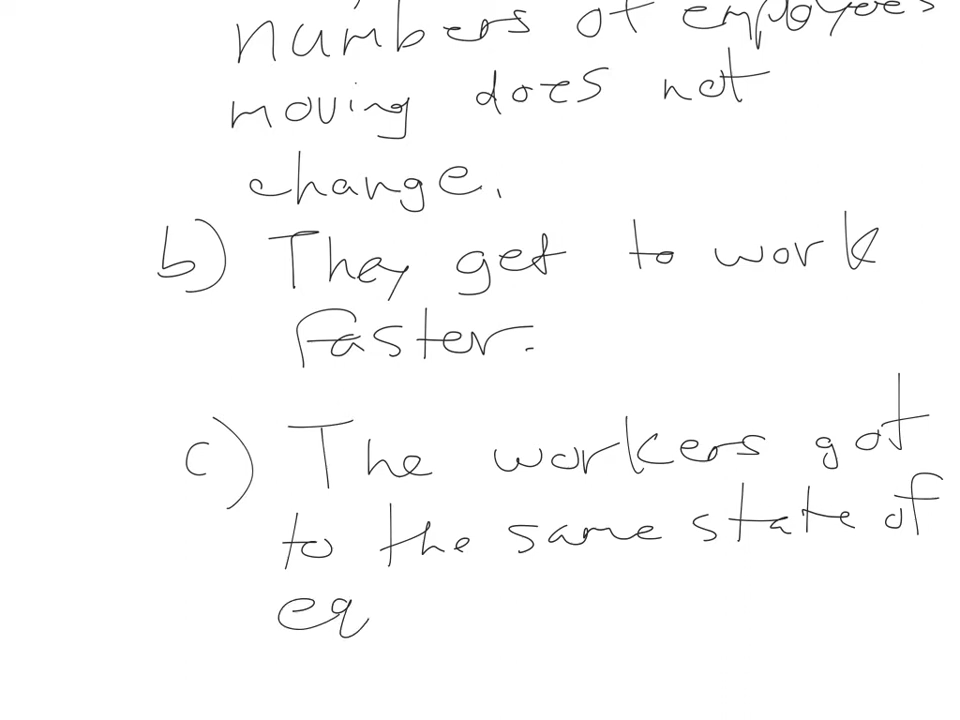 numbers of employees
moving does not
change.
b) They get to work
faster.
c) The workers got
to the same state of
eq